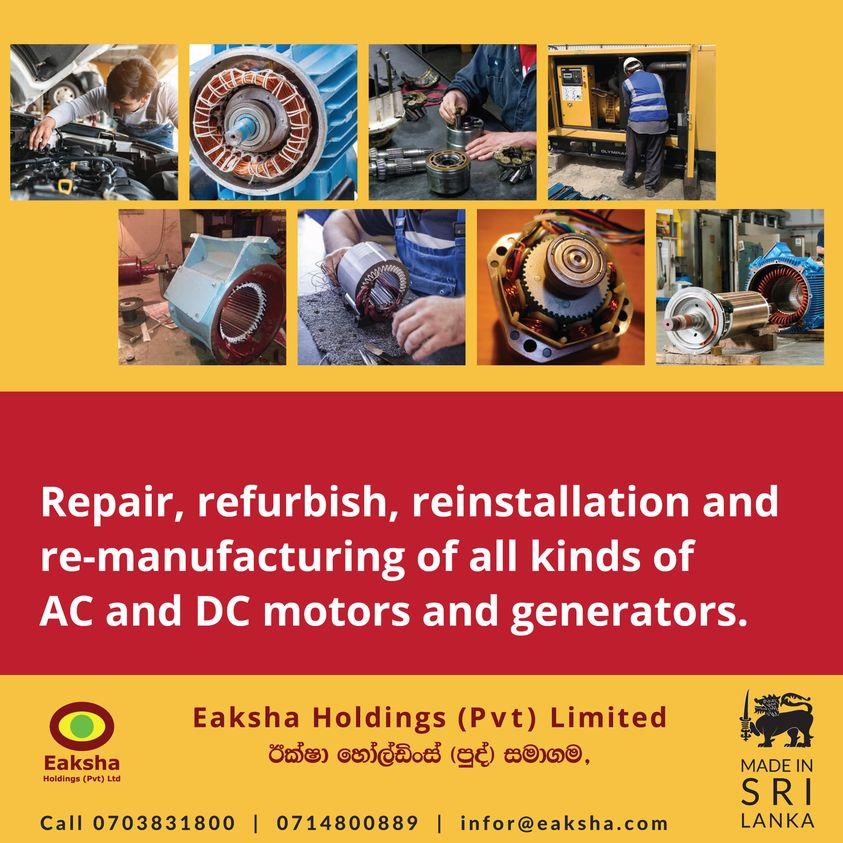 Repair, refurbish, reinstallation and
re-manufacturing of all kinds of
AC and DC motors and generators.
Eaksha
Holdings (Pvt) Ltd
Eaksha Holdings (Pvt) Limited
ඊක්ෂා හෝල්ඩිංස් (පුද්) සමාගම,
MADE IN
SRI
LANKA
Call 0703831800 | 0714800889 | infor@eaksha.com